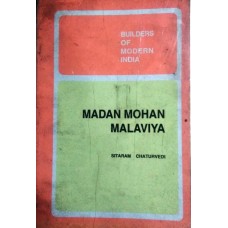 BUILDERS
OF
MODERN
INDIA
MADAN MOHAN
MALAVIYA
SITARAM CHATURVEDI